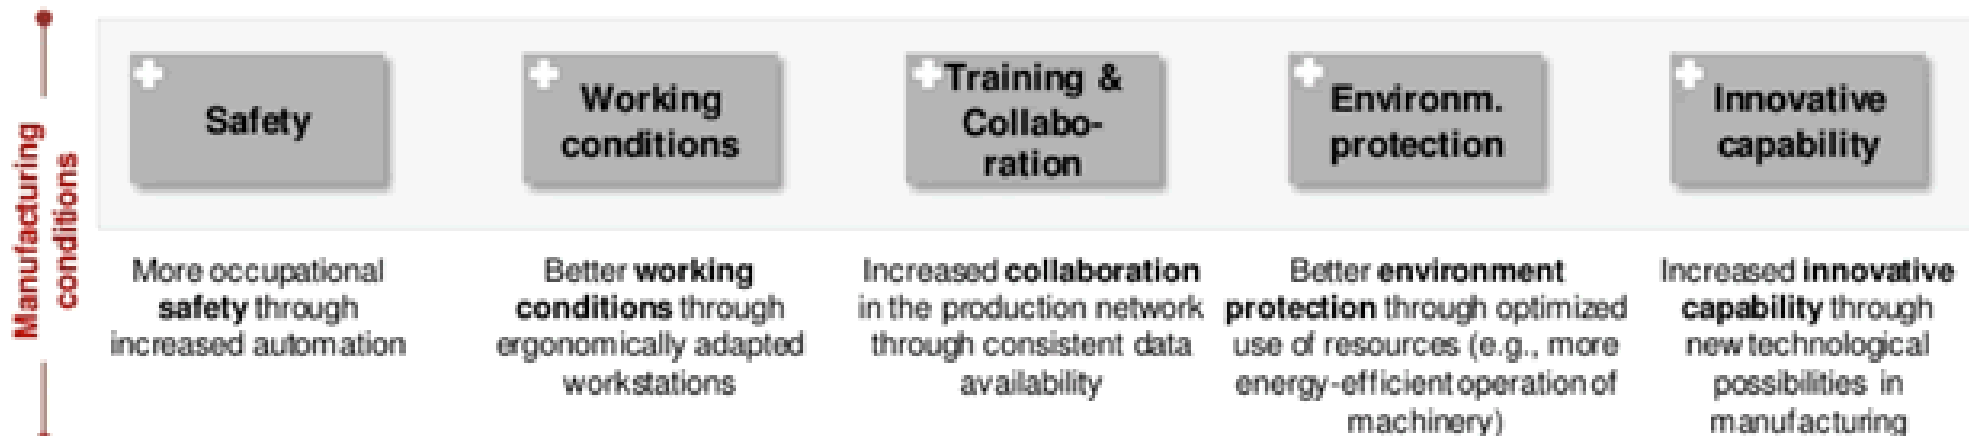 Manufacturing
conditions
Safety
Working
conditions
Training &
Collabo-
ration
Environm.
protection
Innovative
capability
More occupational
safety through
increased automation
Better working
conditions through
ergonomically adapted
workstations
Increased collaboration
in the production network
through consistent data
availability
Better environment
protection through optimized
use of resources (e.g., more
energy-efficient operation of
machinery)
Increased innovative
capability through
new technological
possibilities in
manufacturing